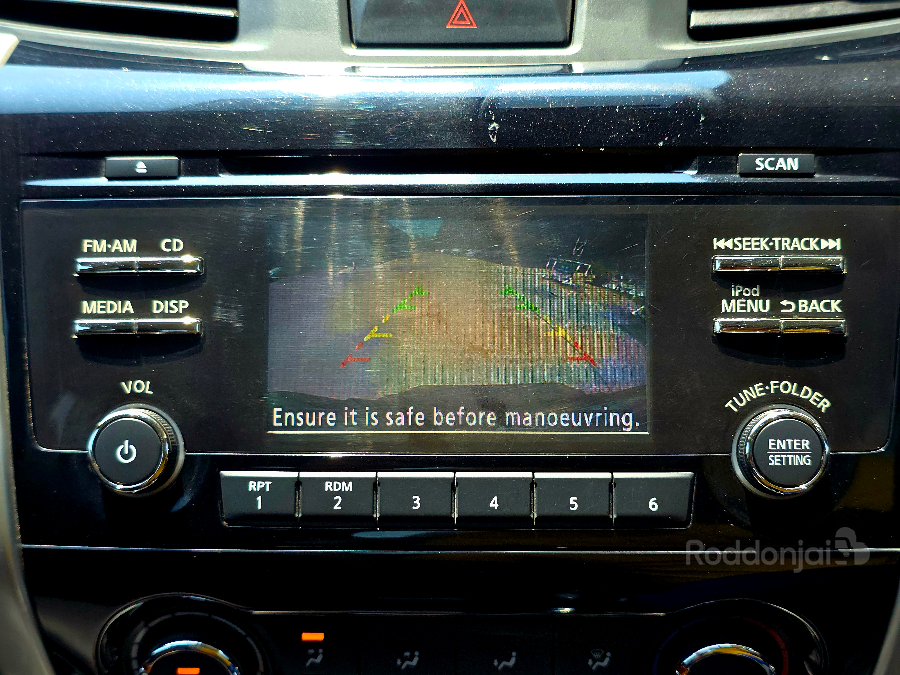 SCAN
FM·AM CD
SEEK·TRACK
MEDIA DISP
iPod
MENU BACK
VOL
TUNE·FOLDER
Ensure it is safe before manoeuvring.
ENTER
SETTING
RPT RDM
1 2 3 4 5 6
Roddonjai